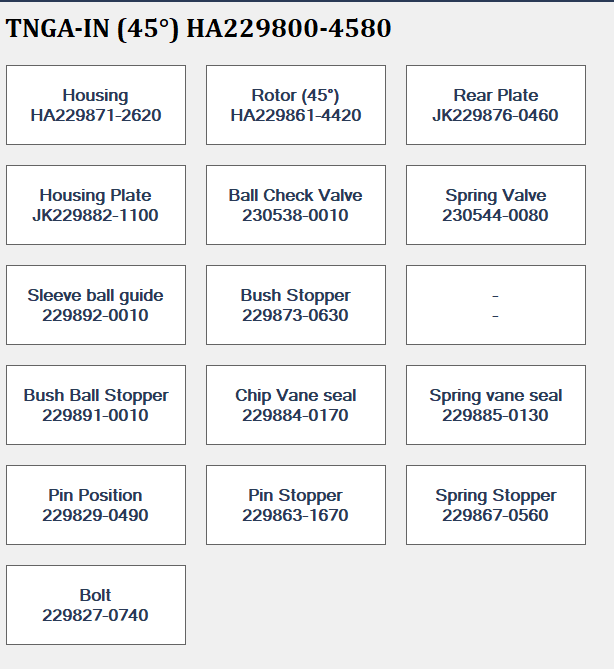 TNGA-IN (45°) HA229800-4580
Housing
HA229871-2620
Rotor (45°)
HA229861-4420
Rear Plate
JK229876-0460
Housing Plate
JK229882-1100
Ball Check Valve
230538-0010
Spring Valve
230544-0080
Sleeve ball guide
229892-0010
Bush Stopper
229873-0630
-
-
Bush Ball Stopper
229891-0010
Chip Vane seal
229884-0170
Spring vane seal
229885-0130
Pin Position
229829-0490
Pin Stopper
229863-1670
Spring Stopper
229867-0560
Bolt
229827-0740